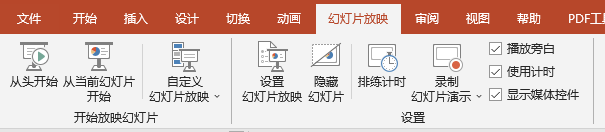 文件 开始 插入 设计 切换 动画 幻灯片放映 审阅 视图 帮助 PDF工
从头开始 从当前幻灯片 开始 自定义 幻灯片放映 设置 幻灯片放映 隐藏 幻灯片 排练计时 录制 幻灯片演示
播放旁白
使用计时
显示媒体控件
开始放映幻灯片 设置